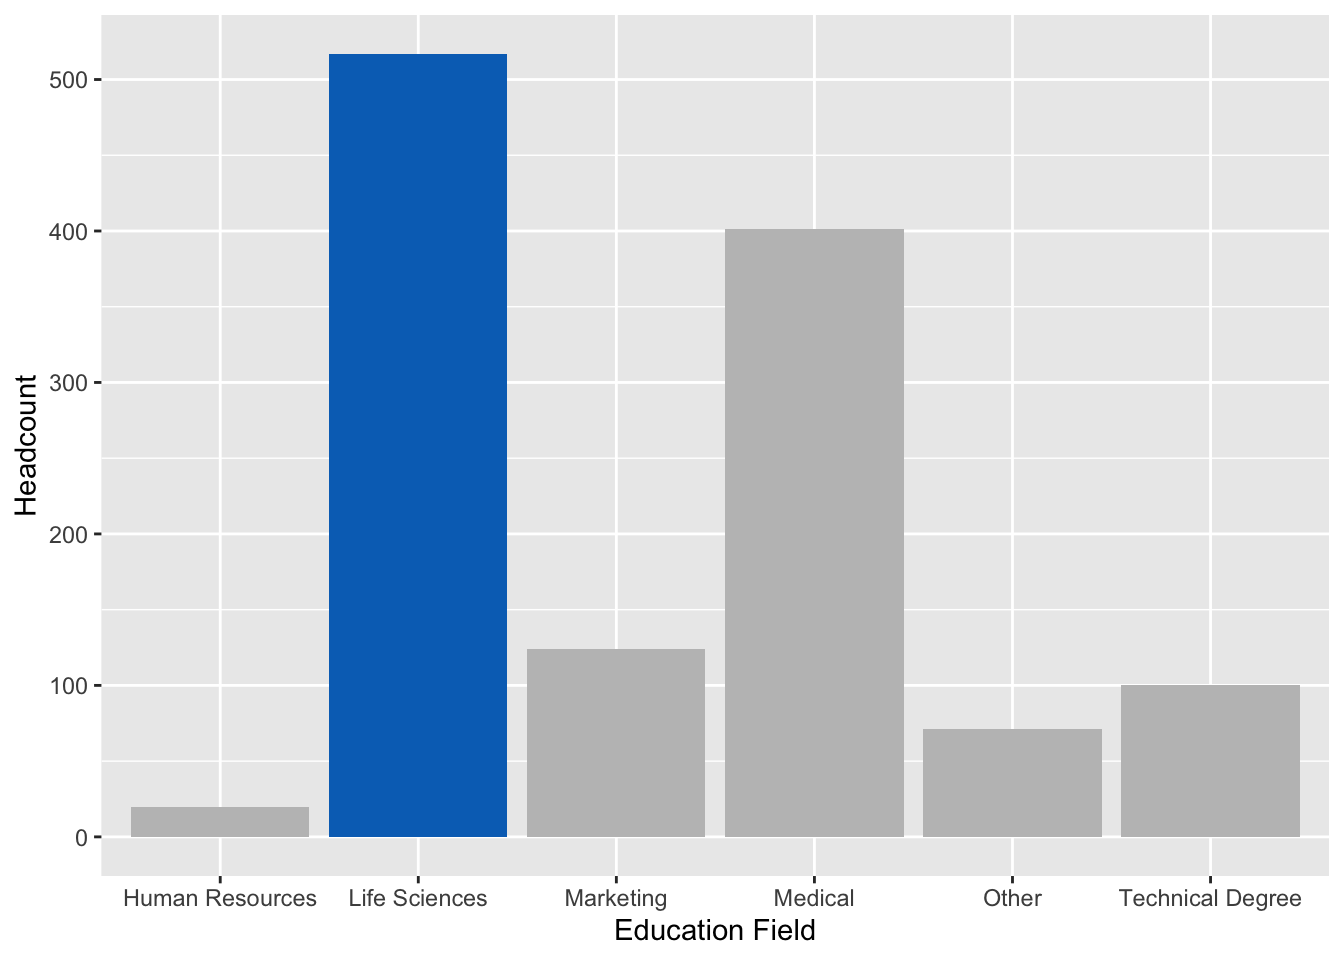 Headcount
500
400
300
200
100
0
Human Resources Life Sciences Marketing Medical Other Technical Degree
Education Field